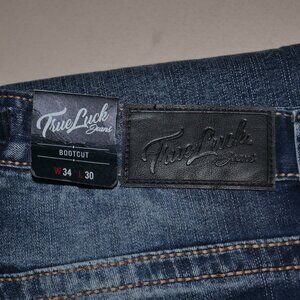 True Luck
Jeans
BOOTCUT
W 34 L 30
True Luck
Jeans